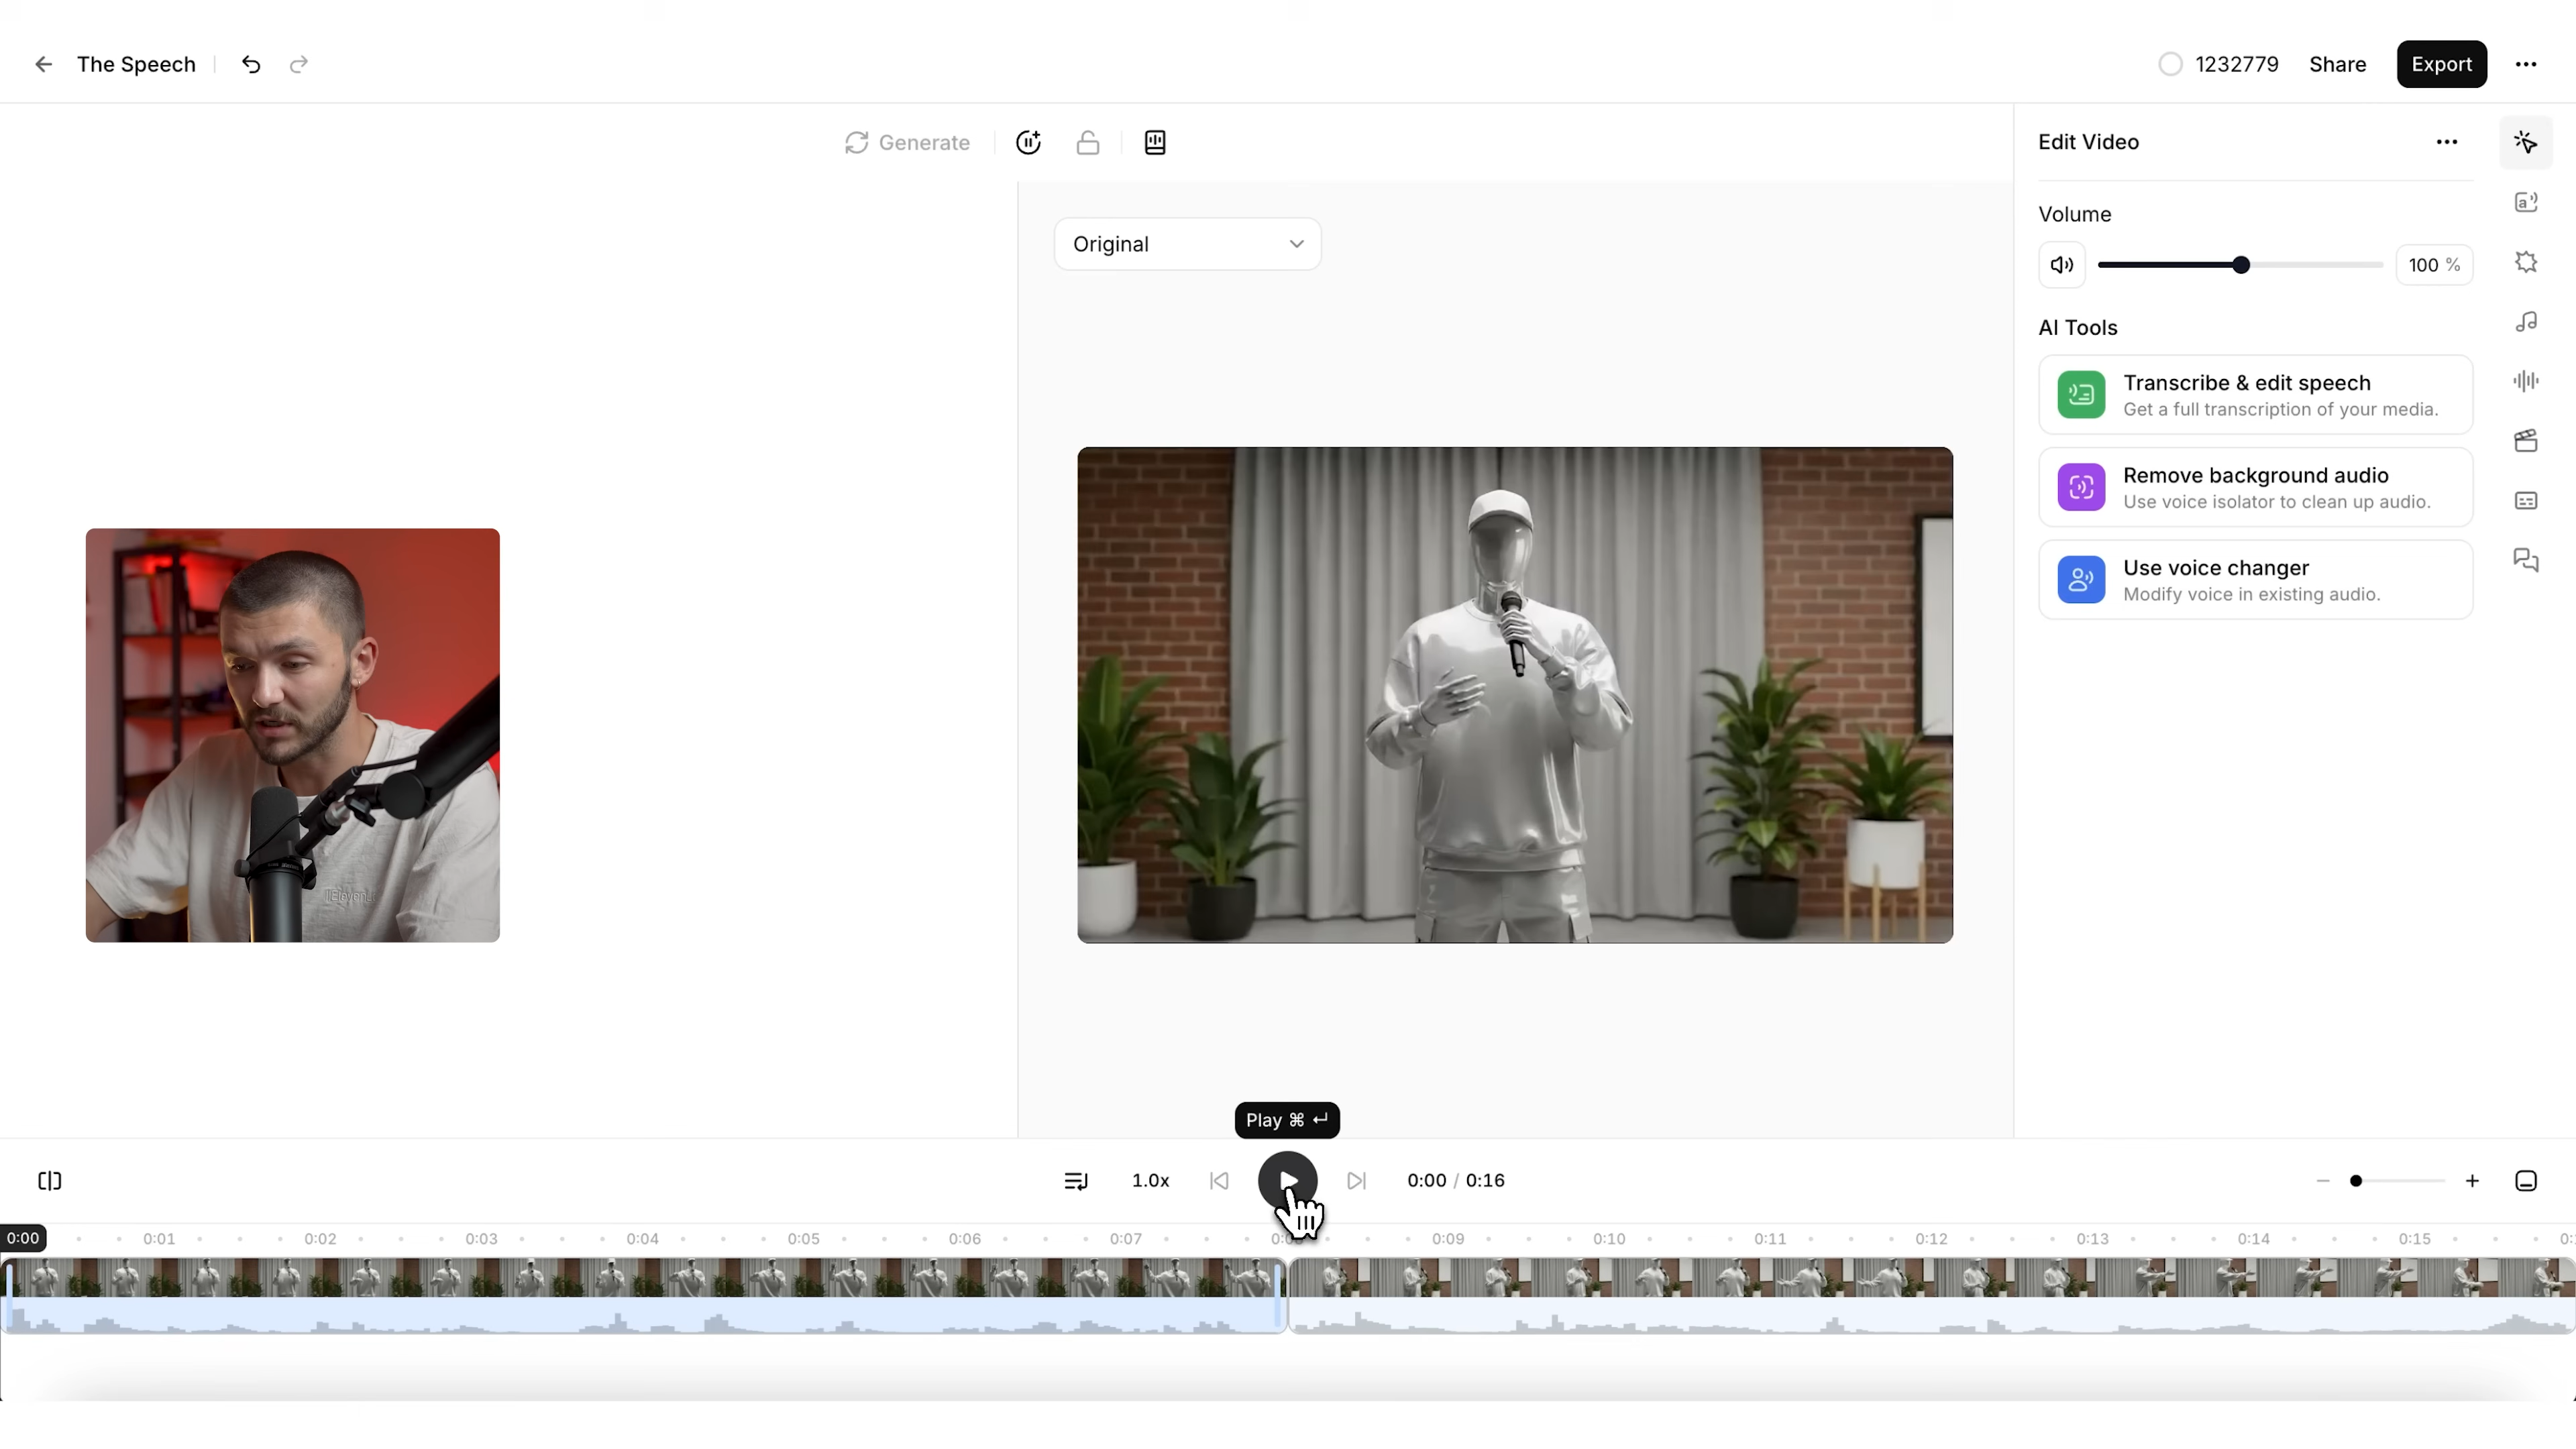 The Speech
1232779
Share
Export
Generate
Edit Video
Original
Volume
100 %
AI Tools
Transcribe & edit speech
Get a full transcription of your media.
Remove background audio
Use voice isolator to clean up audio.
Use voice changer
Modify voice in existing audio.
Play ⌘ ↵
1.0x
0:00 / 0:16
0:00 0:01 0:02 0:03 0:04 0:05 0:06 0:07 0:09 0:10 0:11 0:12 0:13 0:14 0:15